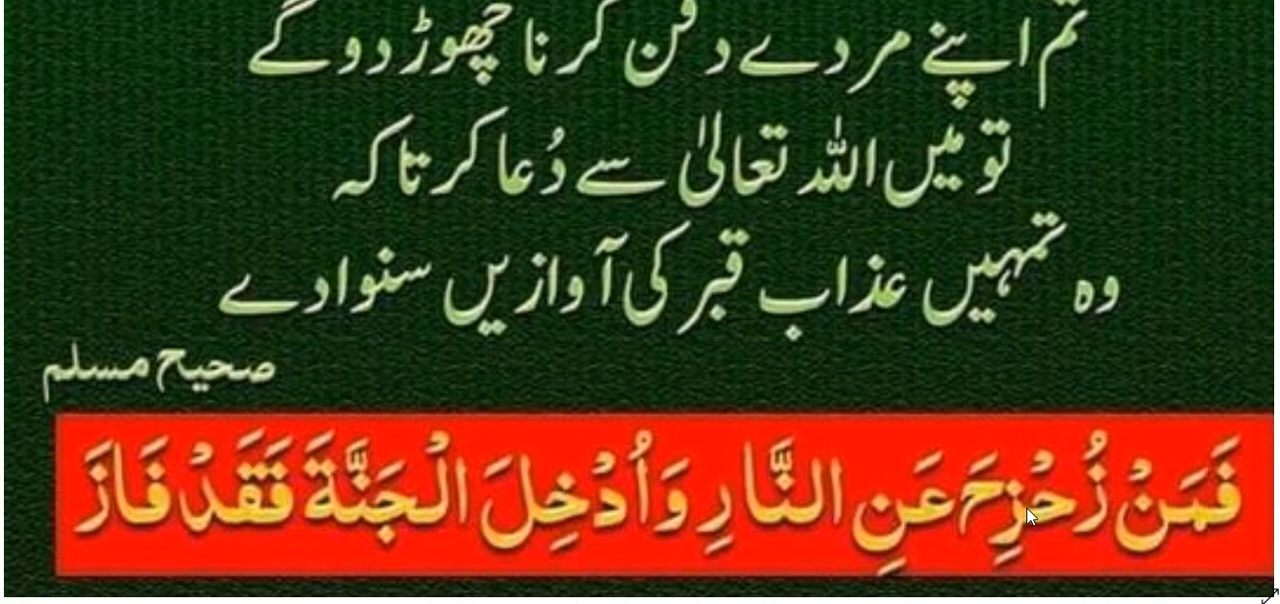 تم اپنے مردے دفن کرنا چھوڑ دو گے
تو میں اللہ تعالیٰ سے دُعا کرتا کہ
وہ تمہیں عذاب قبر کی آوازیں سنوا دے
صحیح مسلم
فَمَنْ زُحْزِحَ عَنِ النَّارِ وَاُدْخِلَ الْجَنَّةَ فَقَدْ فَازَ